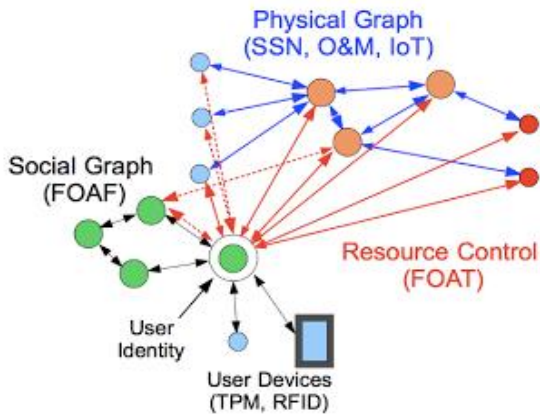 Physical Graph
(SSN, O&M, IoT)
Social Graph
(FOAF)
Resource Control
(FOAT)
User
Identity
User Devices
(TPM, RFID)